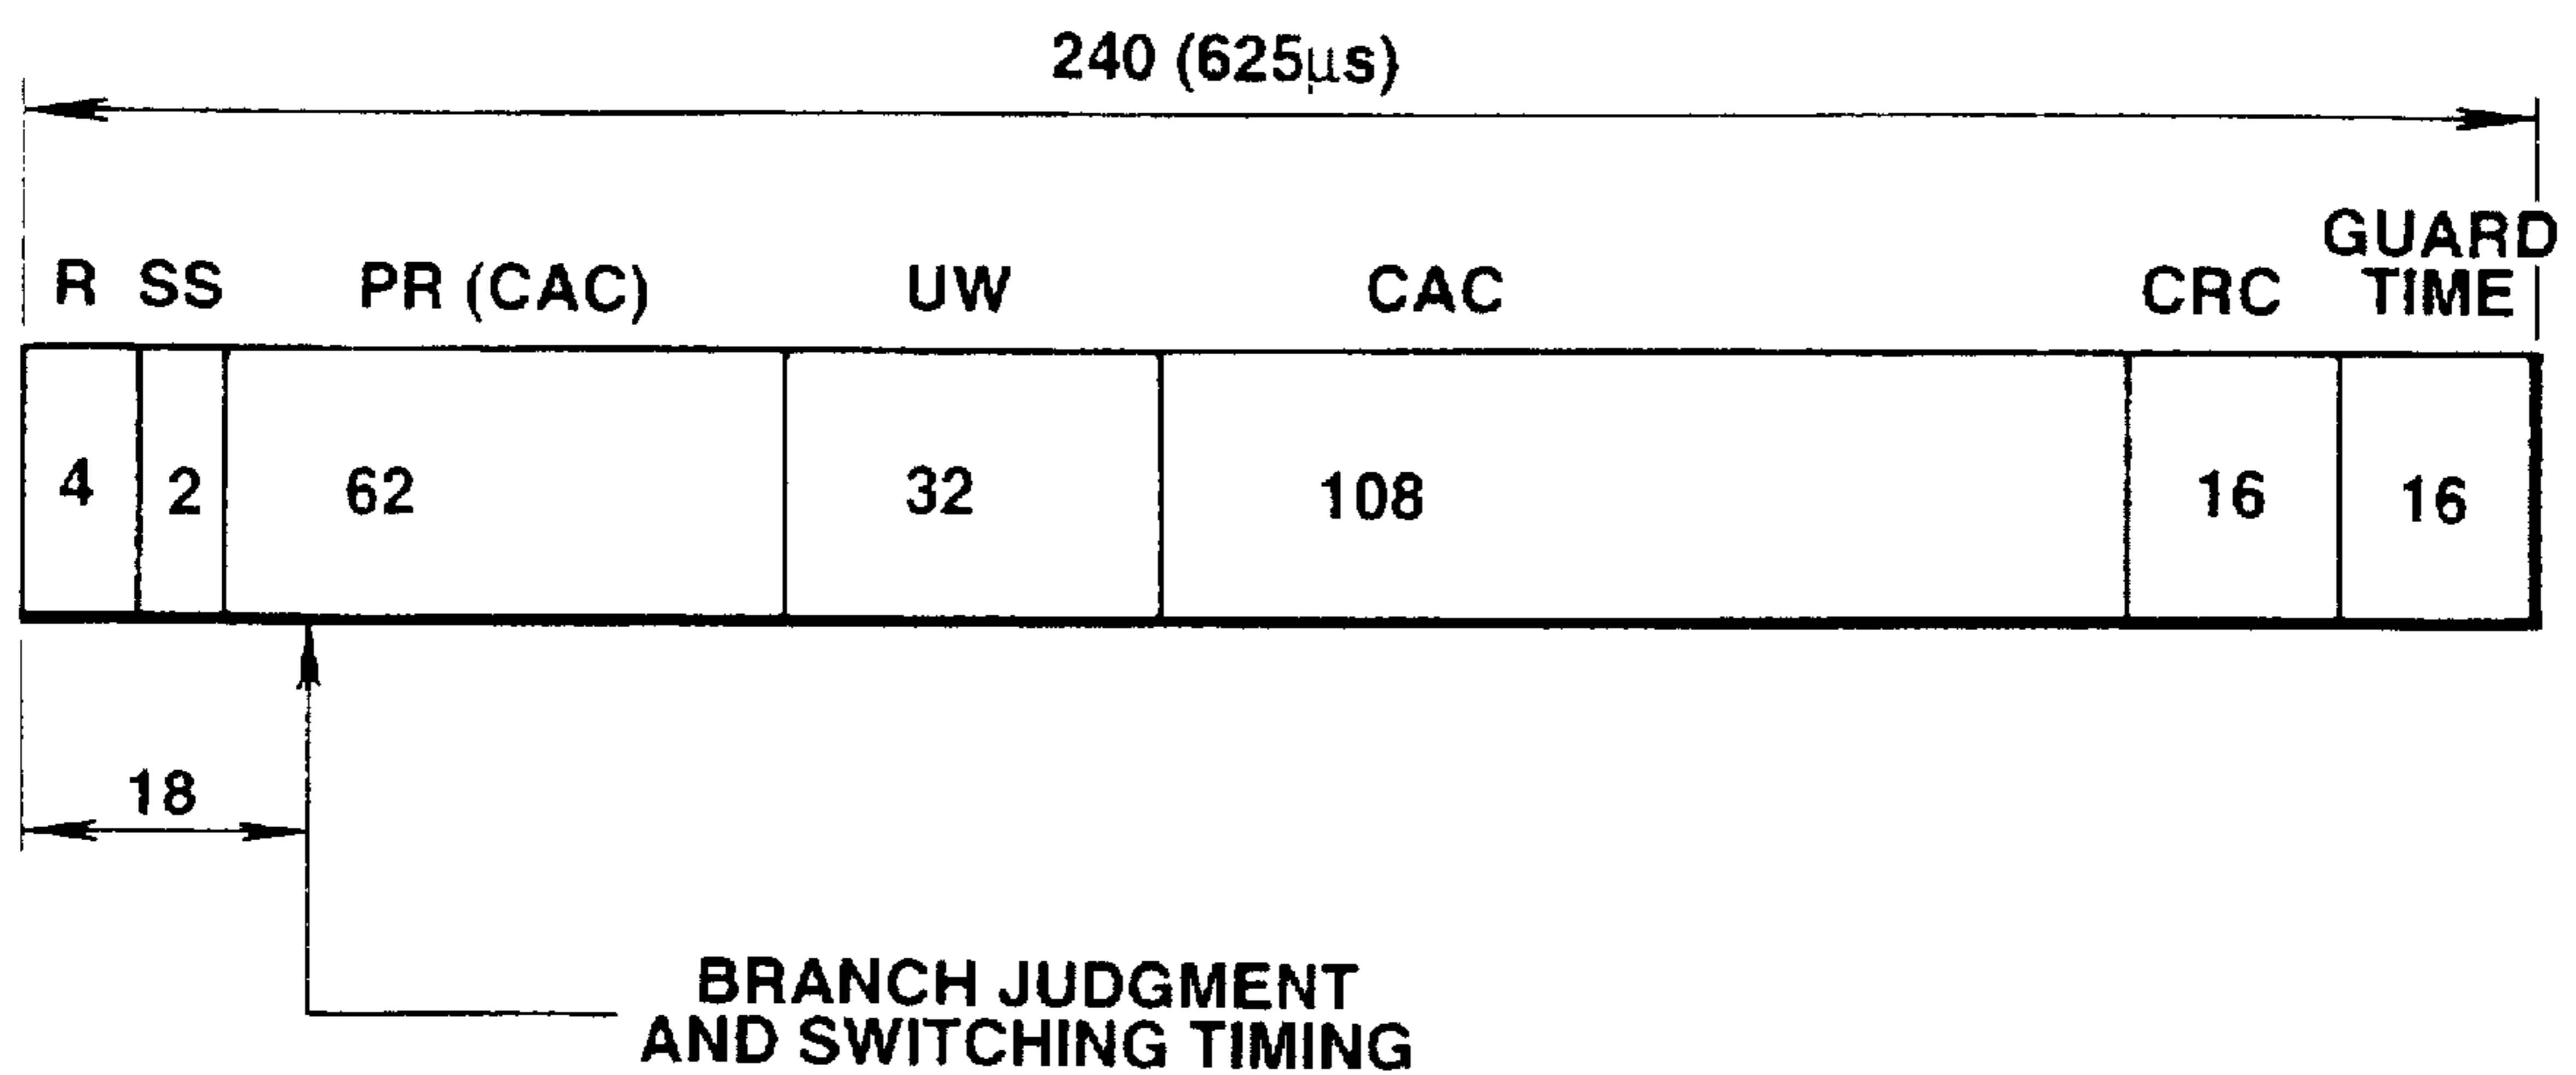 240 (625μs)
R SS PR (CAC) UW CAC CRC GUARD TIME
4 2 62 32 108 16 16
18
BRANCH JUDGMENT
AND SWITCHING TIMING